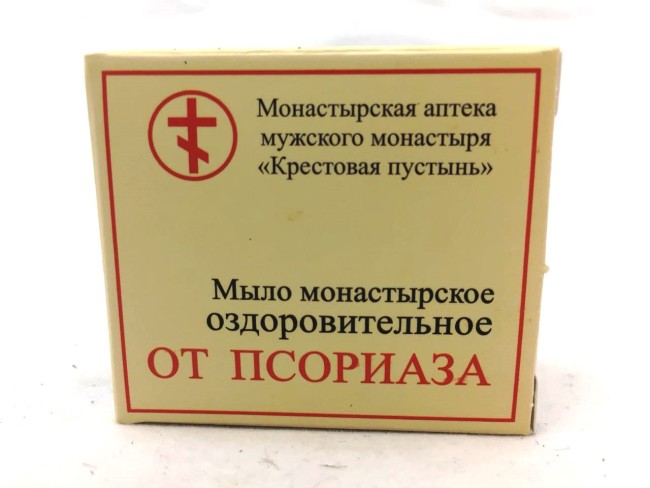 Монастырская аптека
мужского монастыря
«Крестовая пустынь»
Мыло монастырское
оздоровительное
ОТ ПСОРИАЗА